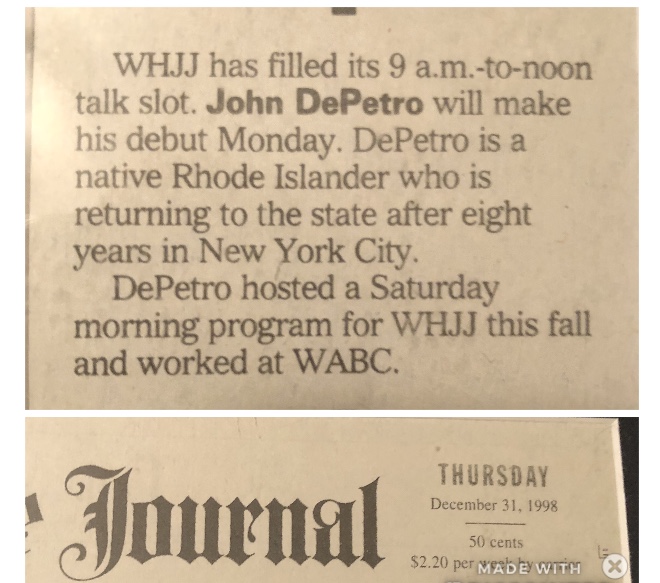 WHJJ has filled its 9 a.m.-to-noon
talk slot. John DePetro will make
his debut Monday. DePetro is a
native Rhode Islander who is
returning to the state after eight
years in New York City.
DePetro hosted a Saturday
morning program for WHJJ this fall
and worked at WABC.
Journal
THURSDAY
December 31, 1998
50 cents
$2.20 per week by
MADE WITH